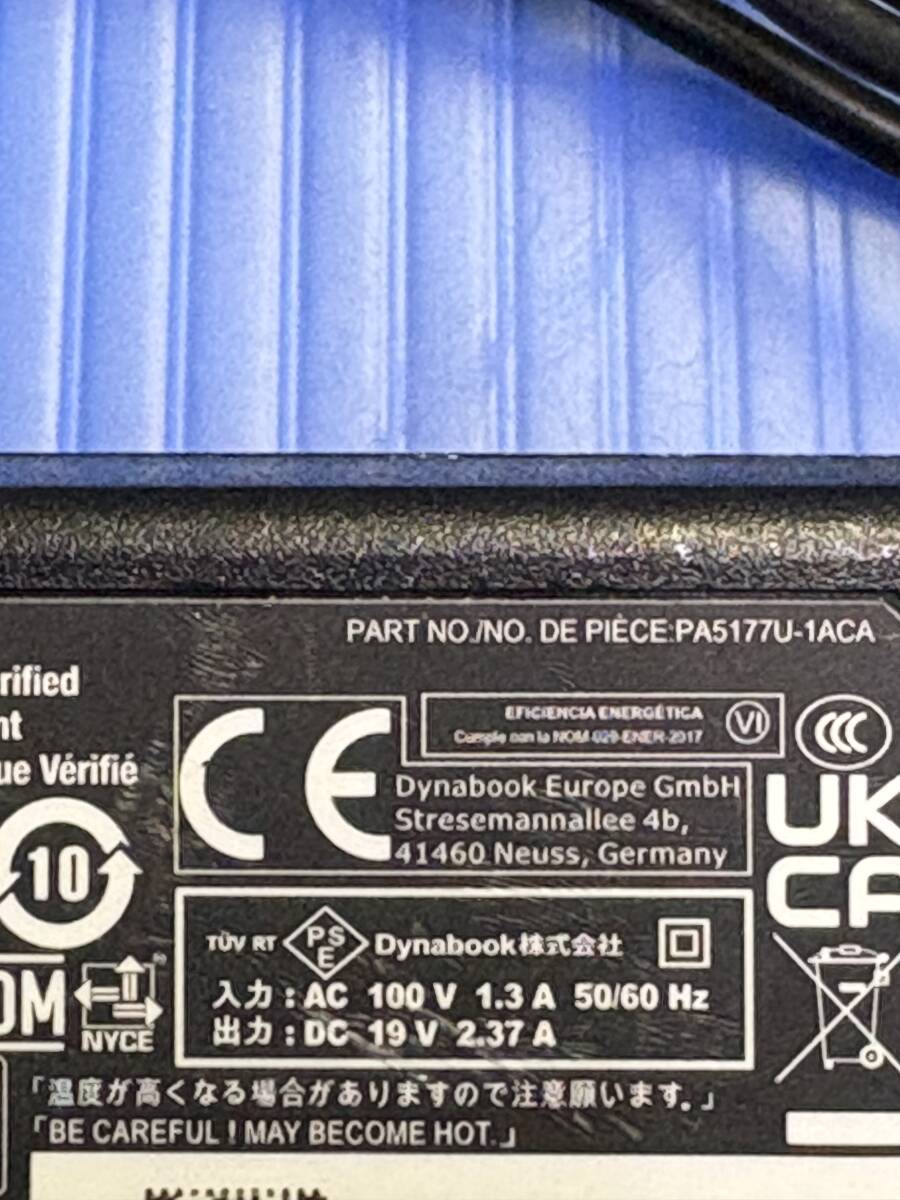 PART NO./NO. DE PIÈCE:PA5177U-1ACA
rified
nt
ue Vérifié
CE
EFICIENCIA ENERGÉTICA
Cumple con la NOM-029-ENER-2017
VI
CCC
Dynabook Europe GmbH
Stresemannallee 4b,
41460 Neuss, Germany
UK
CA
10
TÜV RT PSE Dynabook株式会社
入力：AC 100 V 1.3 A 50/60 Hz
出力：DC 19 V 2.37 A
OM
NYCE
「温度が高くなる場合がありますので注意願います。」
「BE CAREFUL ! MAY BECOME HOT.」